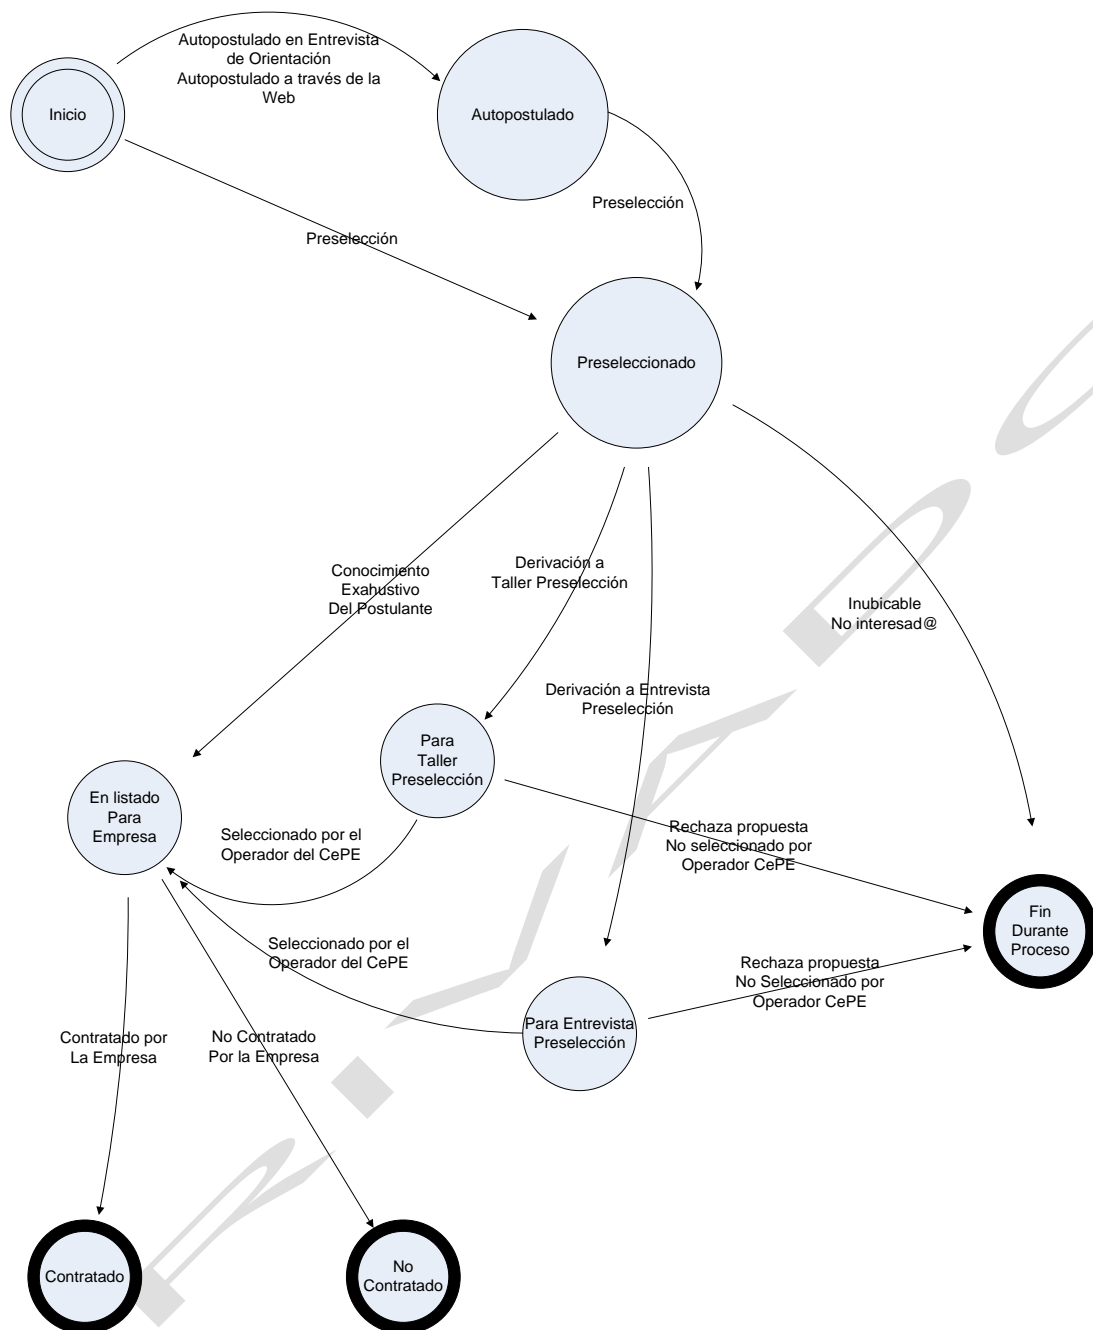 Autopostulado en Entrevista
de Orientación
Autopostulado a través de la
Web
Inicio
Autopostulado
Preselección
Preselección
Preseleccionado
Conocimiento
Exahustivo
Del Postulante
Derivación a
Taller Preselección
Inubicable
No interesad@
Derivación a Entrevista
Preselección
Para
Taller
Preselección
En listado
Para
Empresa
Seleccionado por el
Operador del CePE
Rechaza propuesta
No seleccionado por
Operador CePE
Fin
Durante
Proceso
Seleccionado por el
Operador del CePE
Rechaza propuesta
No Seleccionado por
Operador CePE
Para Entrevista
Preselección
Contratado por
La Empresa
No Contratado
Por la Empresa
Contratado
No
Contratado